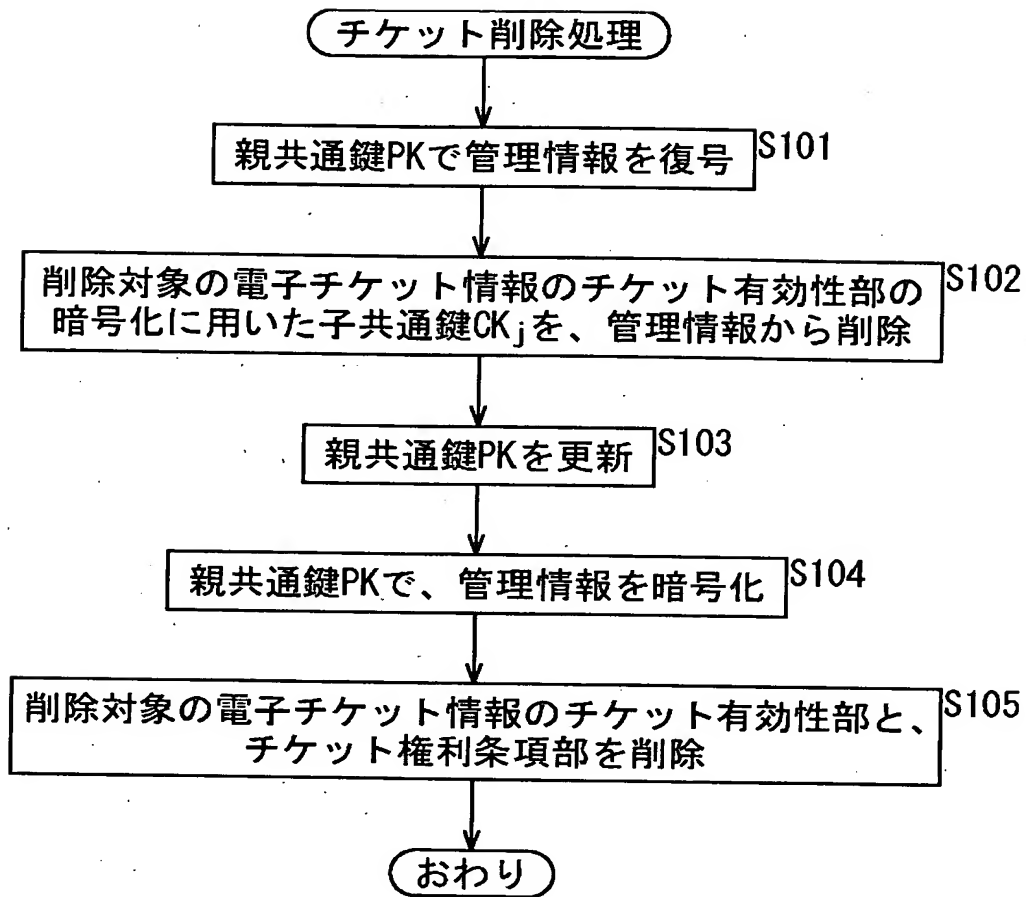 チケット削除処理
親共通鍵PKで管理情報を復号
S101
削除対象の電子チケット情報のチケット有効性部の
暗号化に用いた子共通鍵CKjを、管理情報から削除
S102
親共通鍵PKを更新
S103
親共通鍵PKで、管理情報を暗号化
S104
削除対象の電子チケット情報のチケット有効性部と、
チケット権利条項部を削除
S105
おわり